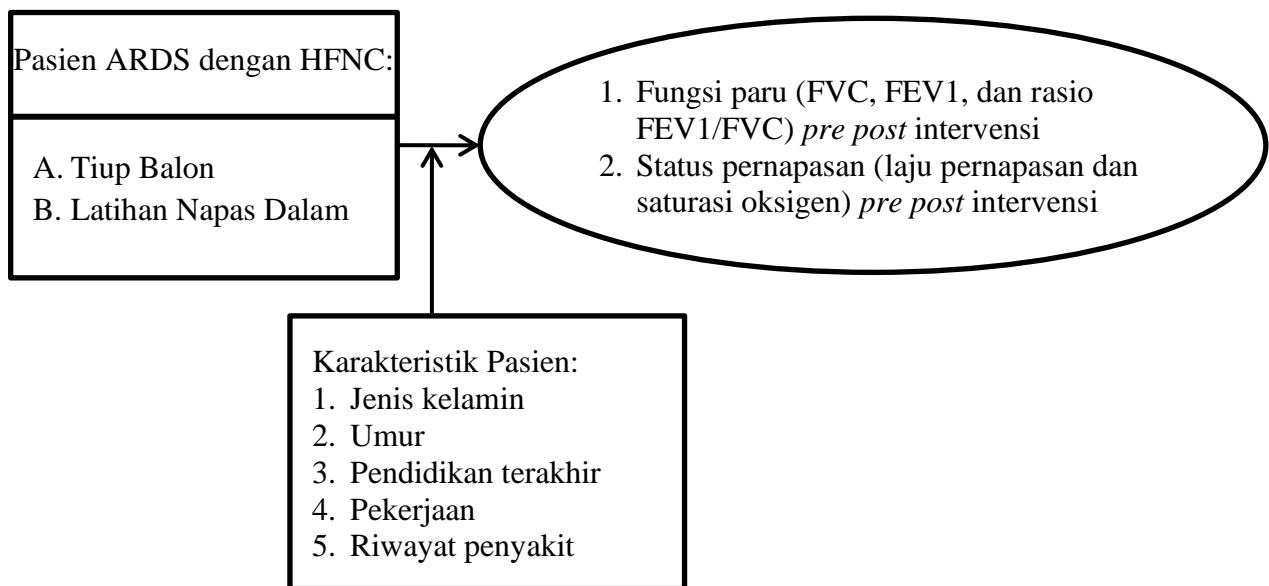 Pasien ARDS dengan HFNC:
A. Tiup Balon
B. Latihan Napas Dalam
1. Fungsi paru (FVC, FEV1, dan rasio
FEV1/FVC) pre post intervensi
2. Status pernapasan (laju pernapasan dan
saturasi oksigen) pre post intervensi
Karakteristik Pasien:
1. Jenis kelamin
2. Umur
3. Pendidikan terakhir
4. Pekerjaan
5. Riwayat penyakit